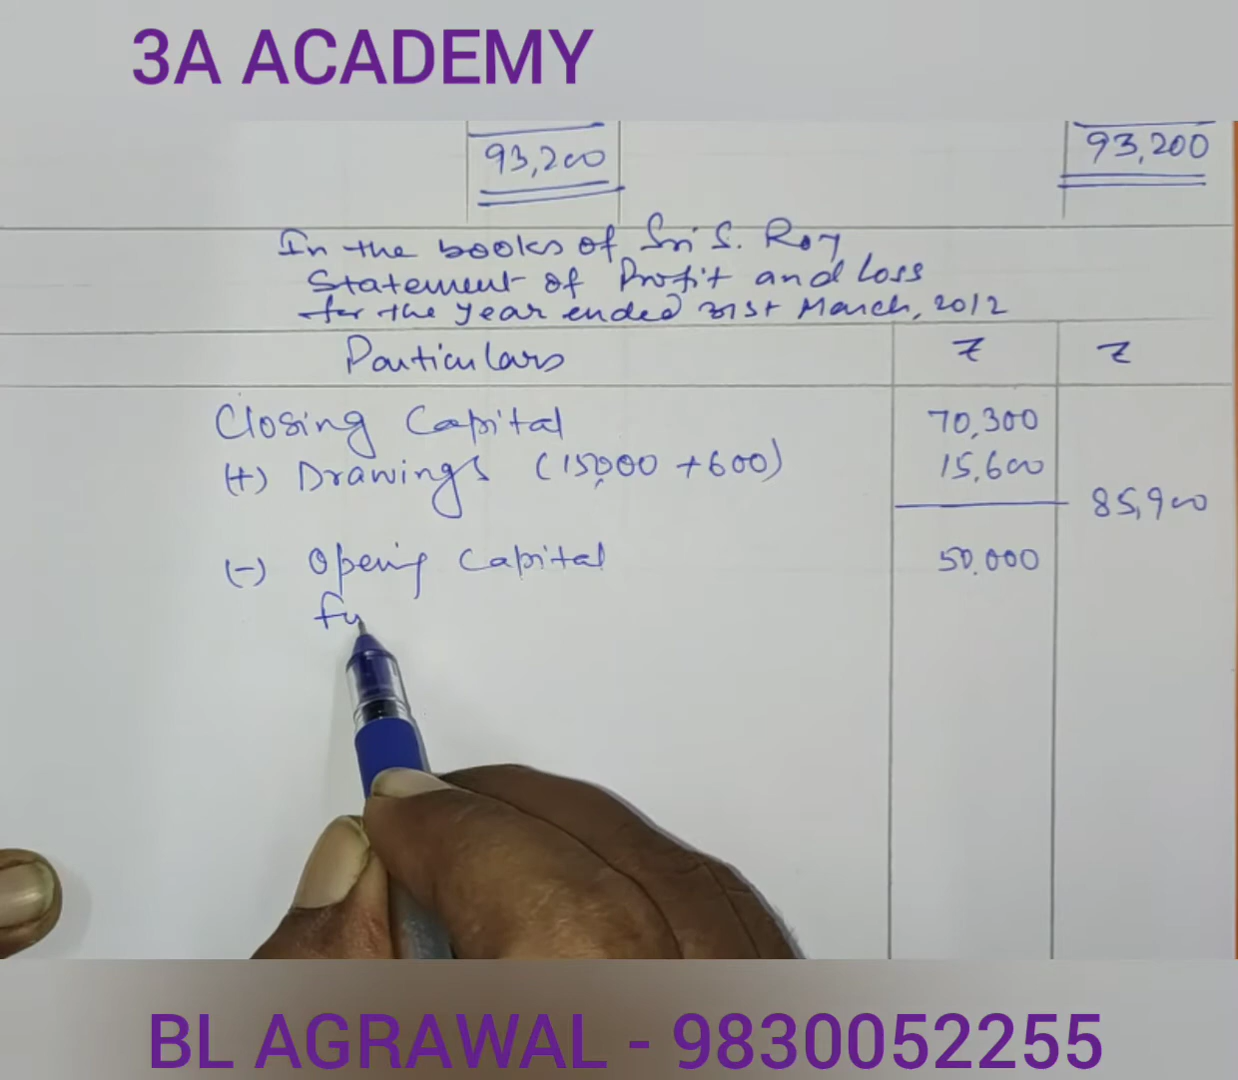 3A ACADEMY
93,200 93,200
In the books of Sri S. Roy
Statement of Profit and Loss
for the year ended 31st March, 2012
Particulars ₹ ₹
Closing Capital 70,300
(+) Drawings (15,000 + 600) 15,600
85,900
(-) Opening Capital 50,000
Fu
BL AGRAWAL - 9830052255